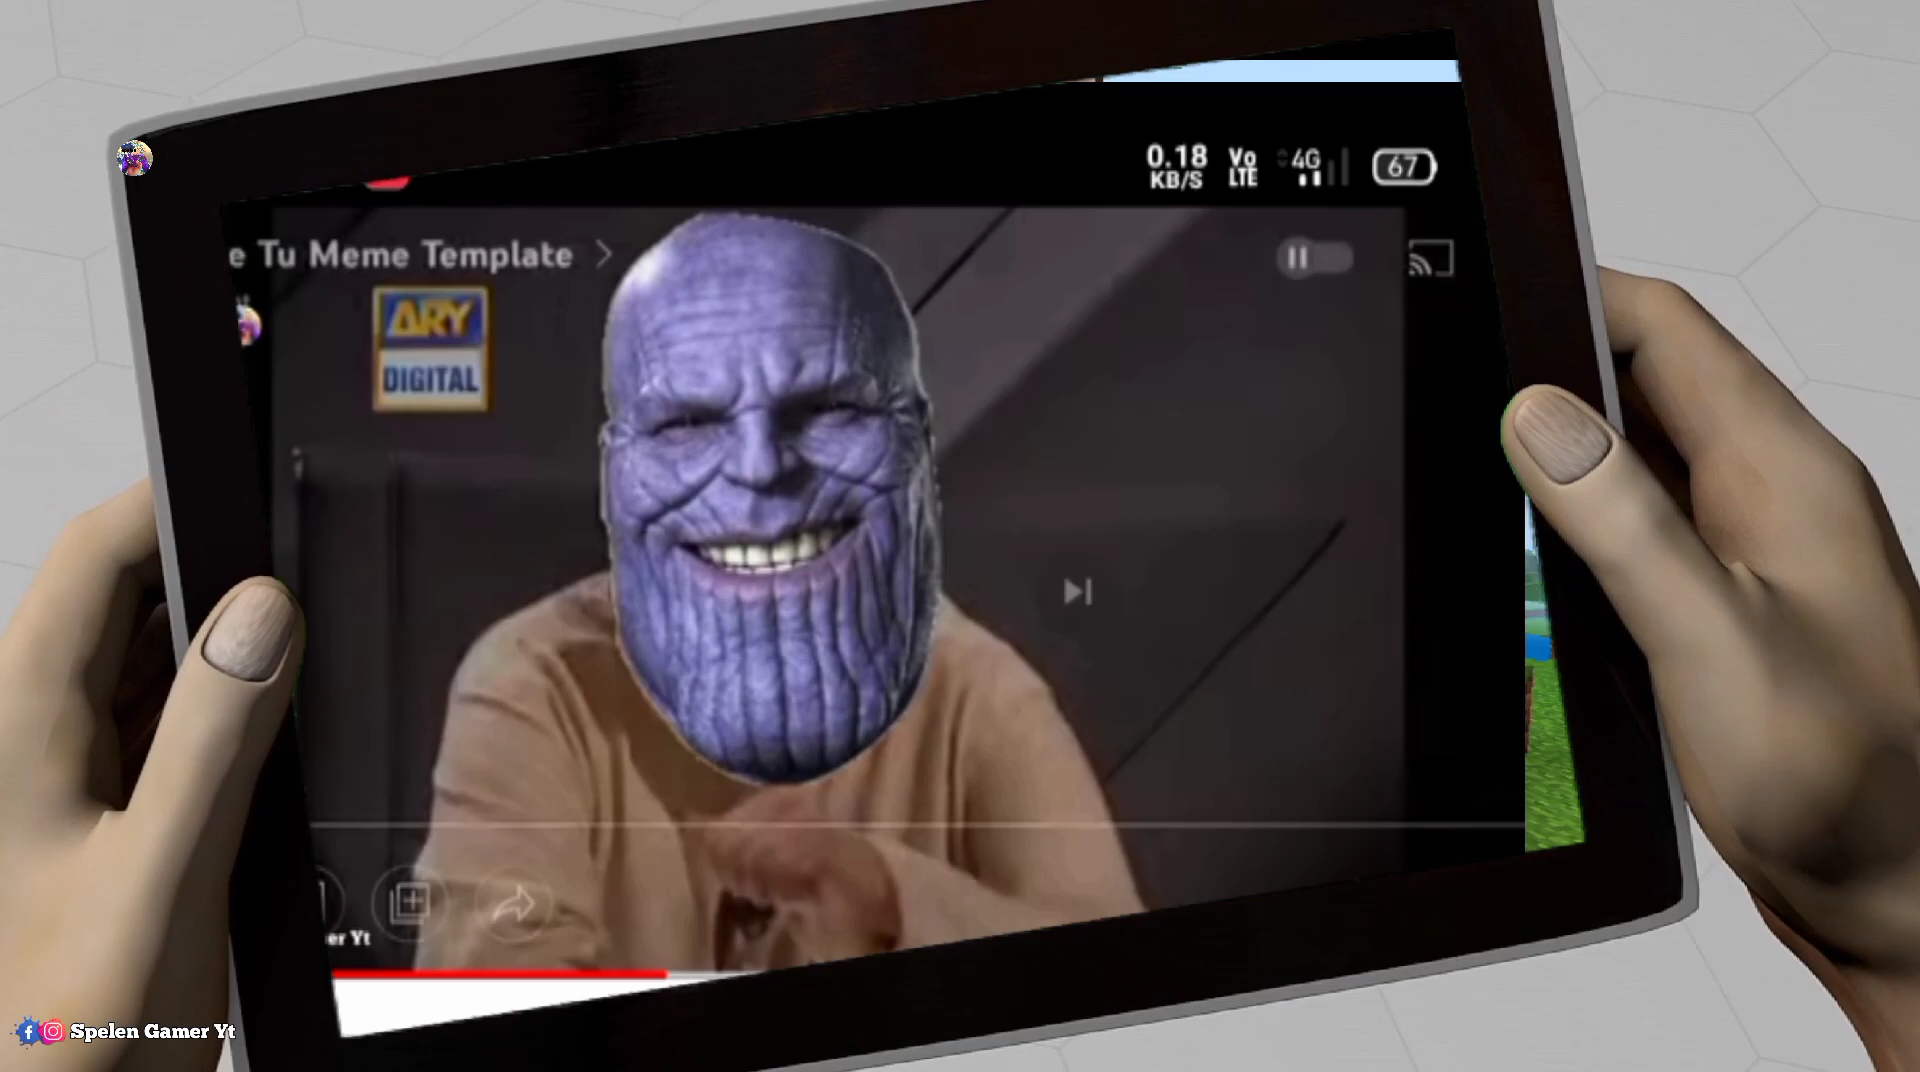 0.18
KB/S
Vo
LTE
4G
67
e Tu Meme Template
ARY
DIGITAL
er Yt
Spelen Gamer Yt